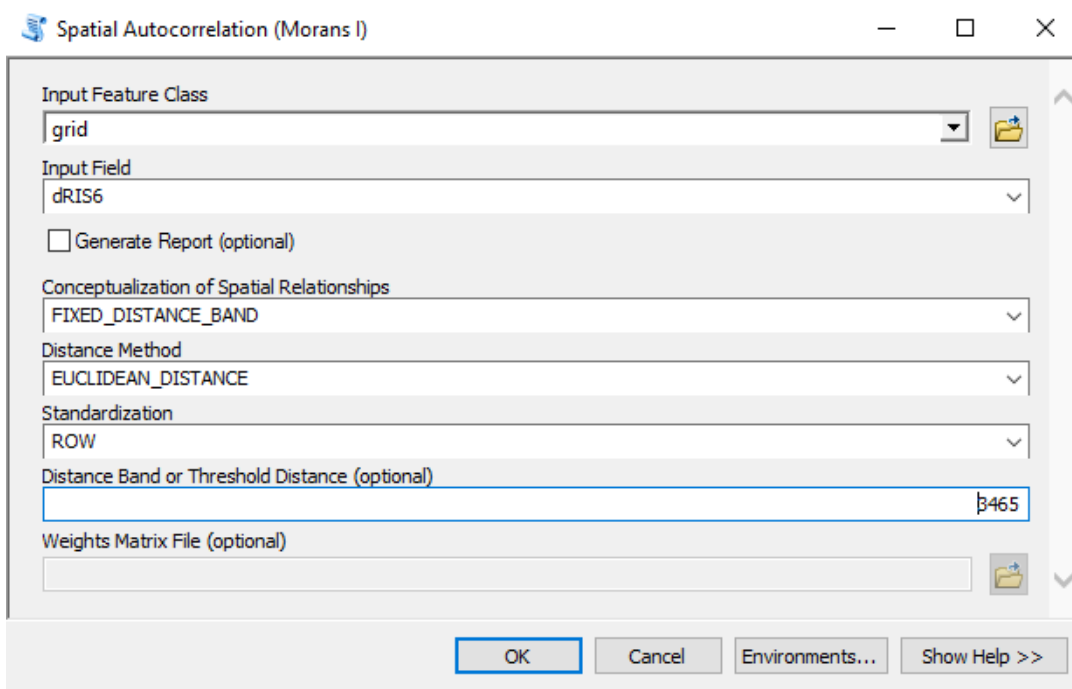 Spatial Autocorrelation (Morans I)
Input Feature Class
grid
Input Field
dRIS6
Generate Report (optional)
Conceptualization of Spatial Relationships
FIXED_DISTANCE_BAND
Distance Method
EUCLIDEAN_DISTANCE
Standardization
ROW
Distance Band or Threshold Distance (optional)
3465
Weights Matrix File (optional)
OK Cancel Environments... Show Help >>